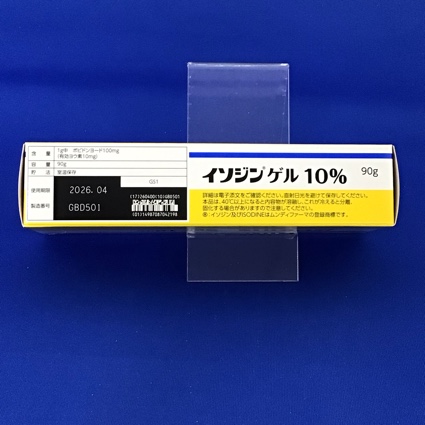 含量 1g中 ポビドンヨード100mg
(有効ヨウ素10mg)
容量 90g
貯法 室温保存
使用期限 2026.04
製造番号 GBD501
GS1
(17)260400(10)GBD501
(01)14987087042196
イソジンゲル10% 90g
詳細は電子添文をご確認ください。直射日光を避けて保存してください。
本品は、40℃以上になると内容物が溶融し、これが冷えると分離、
固化する場合がありますので注意してください。
®:イソジン及びISODINEはムンディファーマの登録商標です。